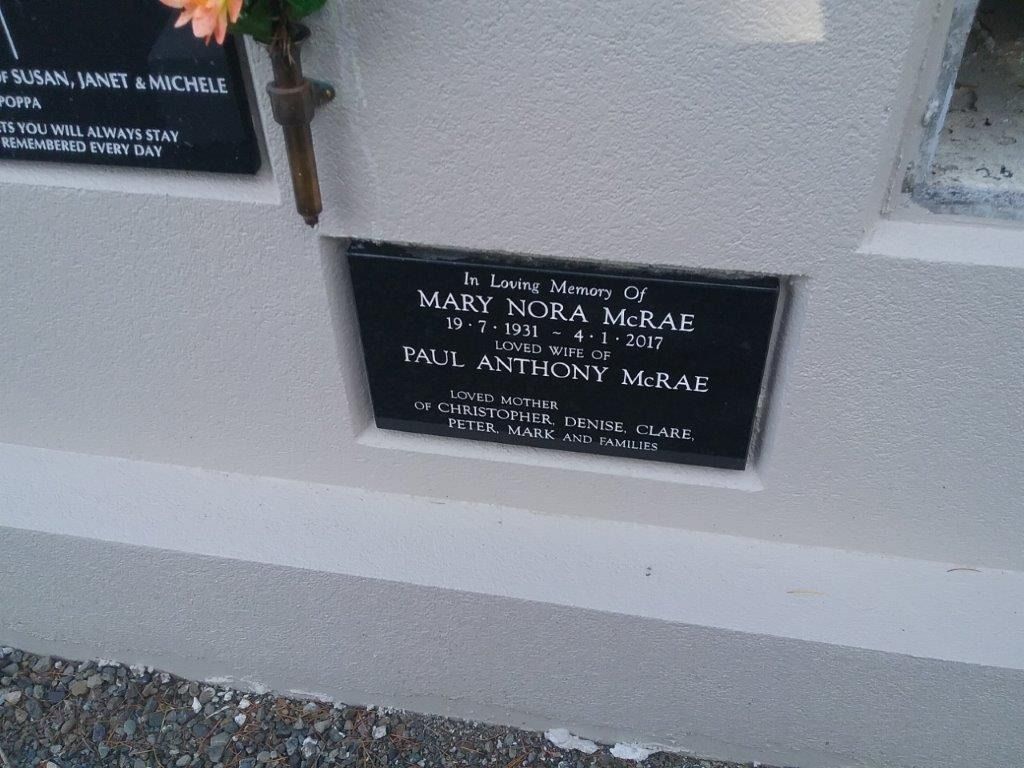 OF SUSAN, JANET & MICHELE
POPPA
YOU WILL ALWAYS STAY
REMEMBERED EVERY DAY
In Loving Memory Of
MARY NORA McRAE
19·7·1931 ~ 4·1·2017
LOVED WIFE OF
PAUL ANTHONY McRAE
LOVED MOTHER
OF CHRISTOPHER, DENISE, CLARE,
PETER, MARK AND FAMILIES